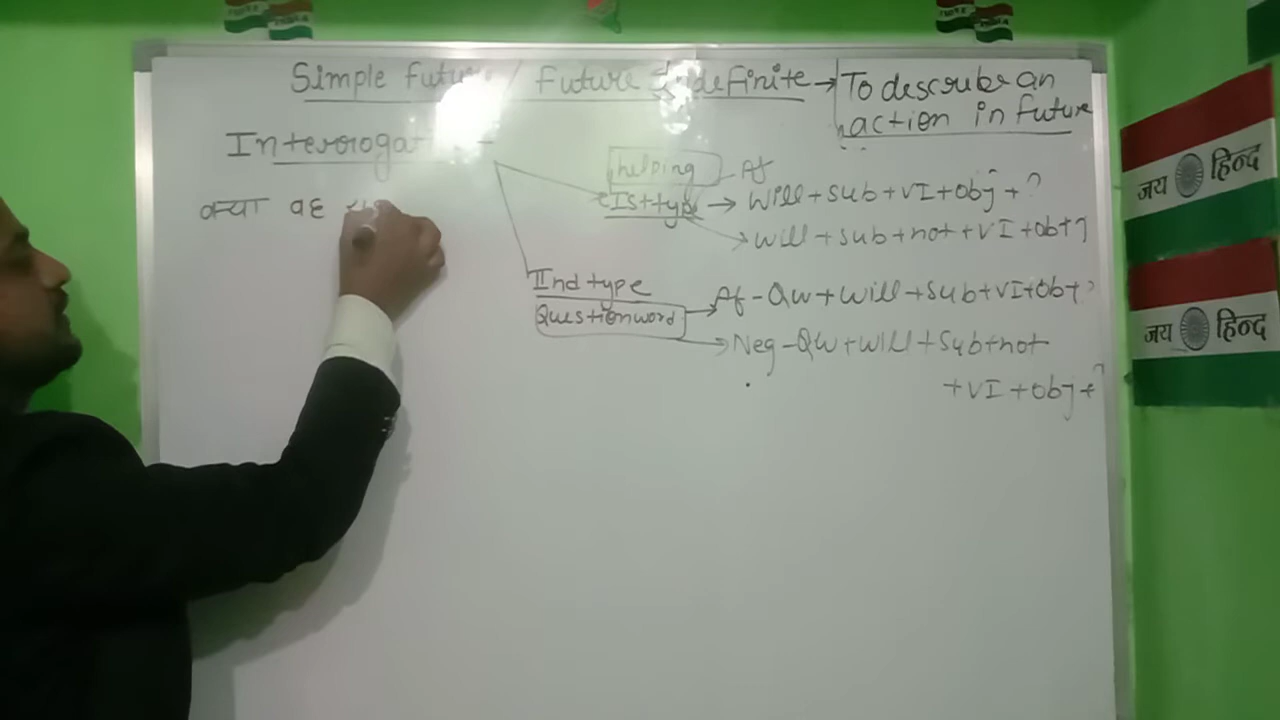 Simple Future / Future Indefinite → To describe an
action in future
Interroga
helping Af
Ist type → Will + Sub + VI + Obj + ?
→ Will + Sub + not + VI + Obj + ?
IInd type
Question word → Af - Qw + Will + Sub + VI + Obj + ?
→ Neg - Qw + Will + Sub + not
+ VI + Obj + ?
क्या वह
जय हिन्द
जय हिन्द